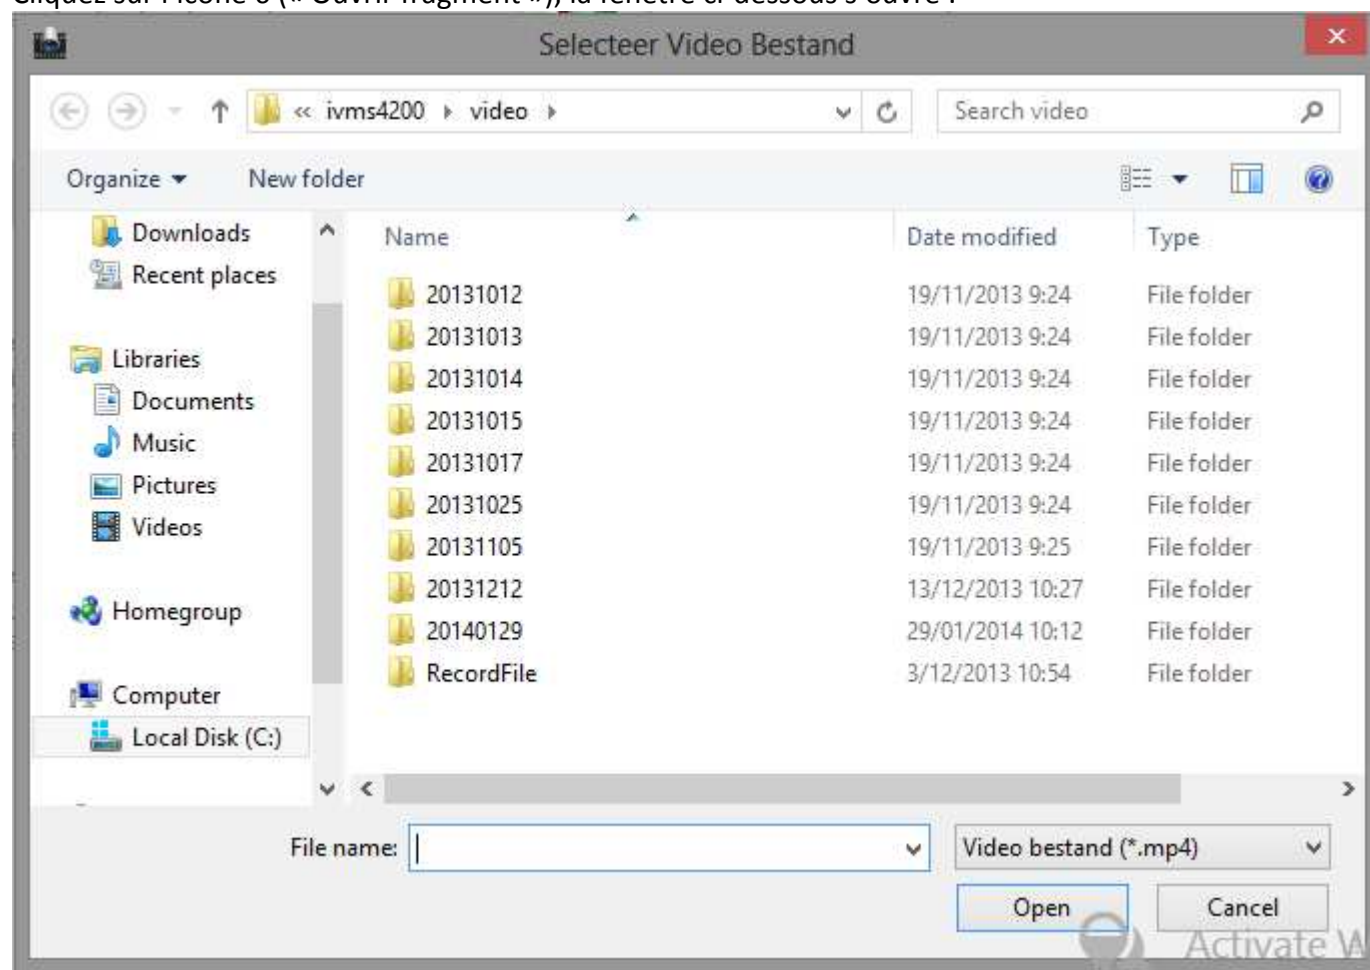 Selecteer Video Bestand
« ivms4200 video
Search video
Organize New folder
Name Date modified Type
Downloads
Recent places
Libraries
Documents
Music
Pictures
Videos
Homegroup
Computer
Local Disk (C:)
20131012 19/11/2013 9:24 File folder
20131013 19/11/2013 9:24 File folder
20131014 19/11/2013 9:24 File folder
20131015 19/11/2013 9:24 File folder
20131017 19/11/2013 9:24 File folder
20131025 19/11/2013 9:24 File folder
20131105 19/11/2013 9:25 File folder
20131212 13/12/2013 10:27 File folder
20140129 29/01/2014 10:12 File folder
RecordFile 3/12/2013 10:54 File folder
File name:
Video bestand (*.mp4)
Open Cancel
Activate